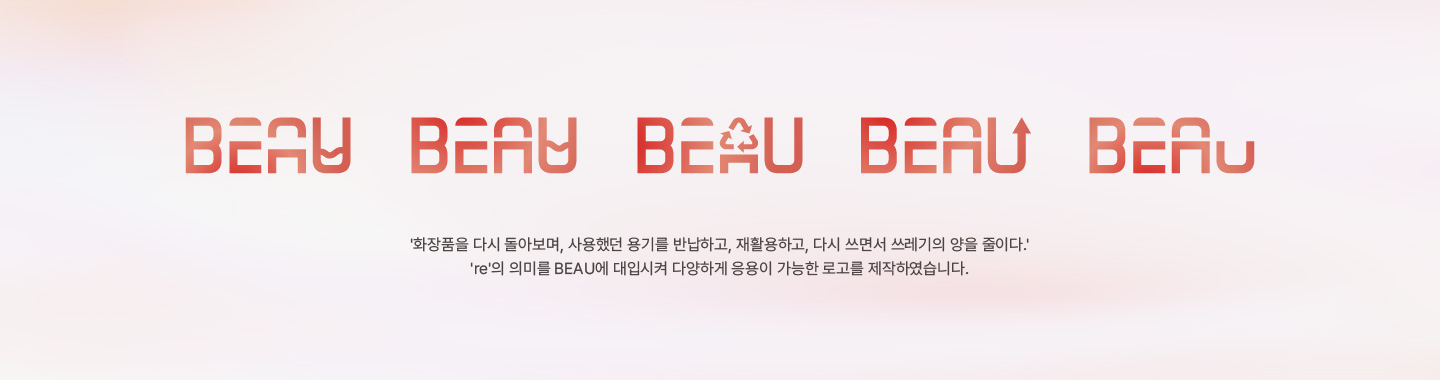 BEAU BEAU BEAU BEAU BEAU
'화장품을 다시 돌아보며, 사용했던 용기를 반납하고, 재활용하고, 다시 쓰면서 쓰레기의 양을 줄이다.'
're'의 의미를 BEAU에 대입시켜 다양하게 응용이 가능한 로고를 제작하였습니다.